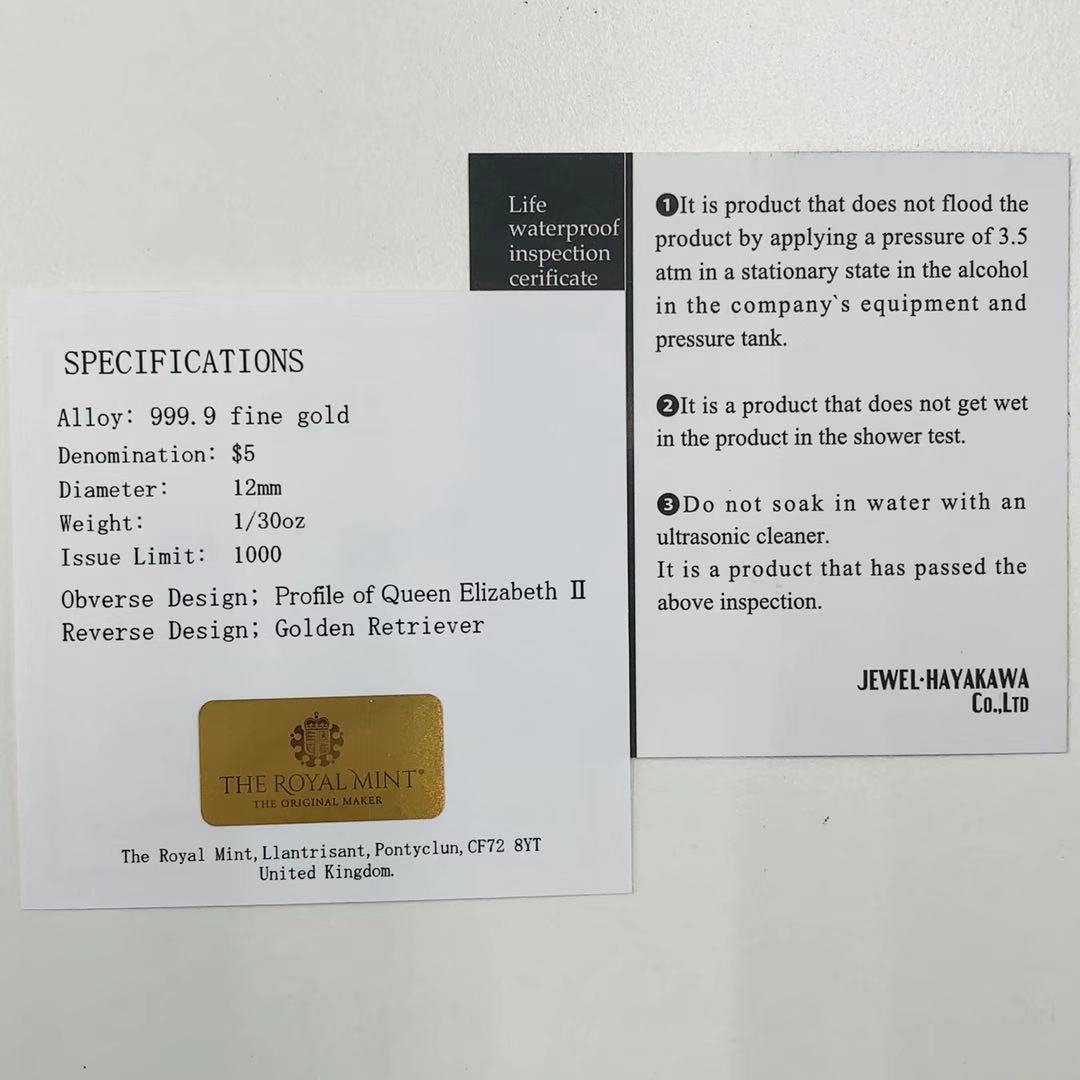 SPECIFICATIONS
Alloy: 999.9 fine gold
Denomination: $5
Diameter: 12mm
Weight: 1/30oz
Issue Limit: 1000
Obverse Design; Profile of Queen Elizabeth Ⅱ
Reverse Design; Golden Retriever
THE ROYAL MINT®
THE ORIGINAL MAKER
The Royal Mint, Llantrisant, Pontyclun, CF72 8YT
United Kingdom.
Life
waterproof
inspection
cerificate
❶It is product that does not flood the
product by applying a pressure of 3.5
atm in a stationary state in the alcohol
in the company`s equipment and
pressure tank.
❷It is a product that does not get wet
in the product in the shower test.
❸Do not soak in water with an
ultrasonic cleaner.
It is a product that has passed the
above inspection.
JEWEL·HAYAKAWA
Co.,LTD